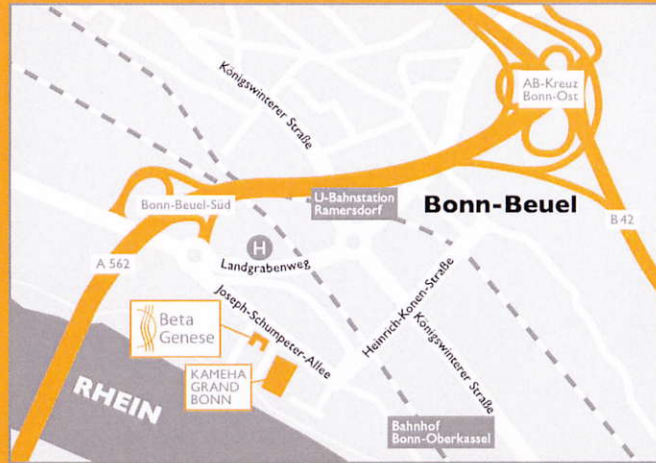 AB-Kreuz
Bonn-Ost
Königswinterer Straße
U-Bahnstation
Ramersdorf
Bonn-Beuel
Bonn-Beuel-Süd
B 42
H
Landgrabenweg
A 562
Joseph-Schumpeter-Allee
Heinrich-Konen-Straße
Königswinterer Straße
Beta
Genese
KAMEHA
GRAND
BONN
RHEIN
Bahnhof
Bonn-Oberkassel